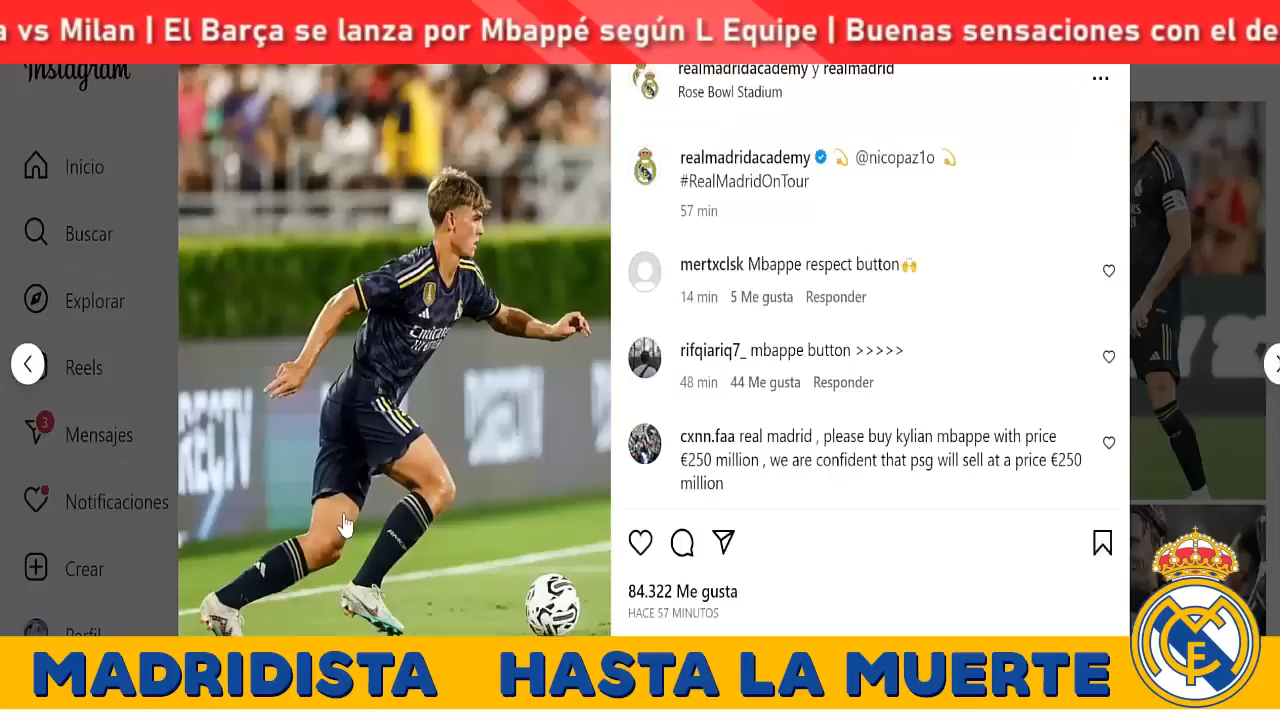 a vs Milan | El Barça se lanza por Mbappé según L Equipe | Buenas sensaciones con el de
Instagram
Inicio
Buscar
Explorar
Reels
3
Mensajes
Notificaciones
Crear
Perfil
RECTV
DIRECTV
Emirates
realmadridacademy y realmadrid
Rose Bowl Stadium
...
realmadridacademy 💫 @nicopaz1o 💫
#RealMadridOnTour
57 min
mertxclsk Mbappe respect button🙌
14 min 5 Me gusta Responder
rifqiariq7_ mbappe button >>>>>
48 min 44 Me gusta Responder
cxnn.faa real madrid , please buy kylian mbappe with price
€250 million , we are confident that psg will sell at a price €250
million
84.322 Me gusta
HACE 57 MINUTOS
MADRIDISTA HASTA LA MUERTE